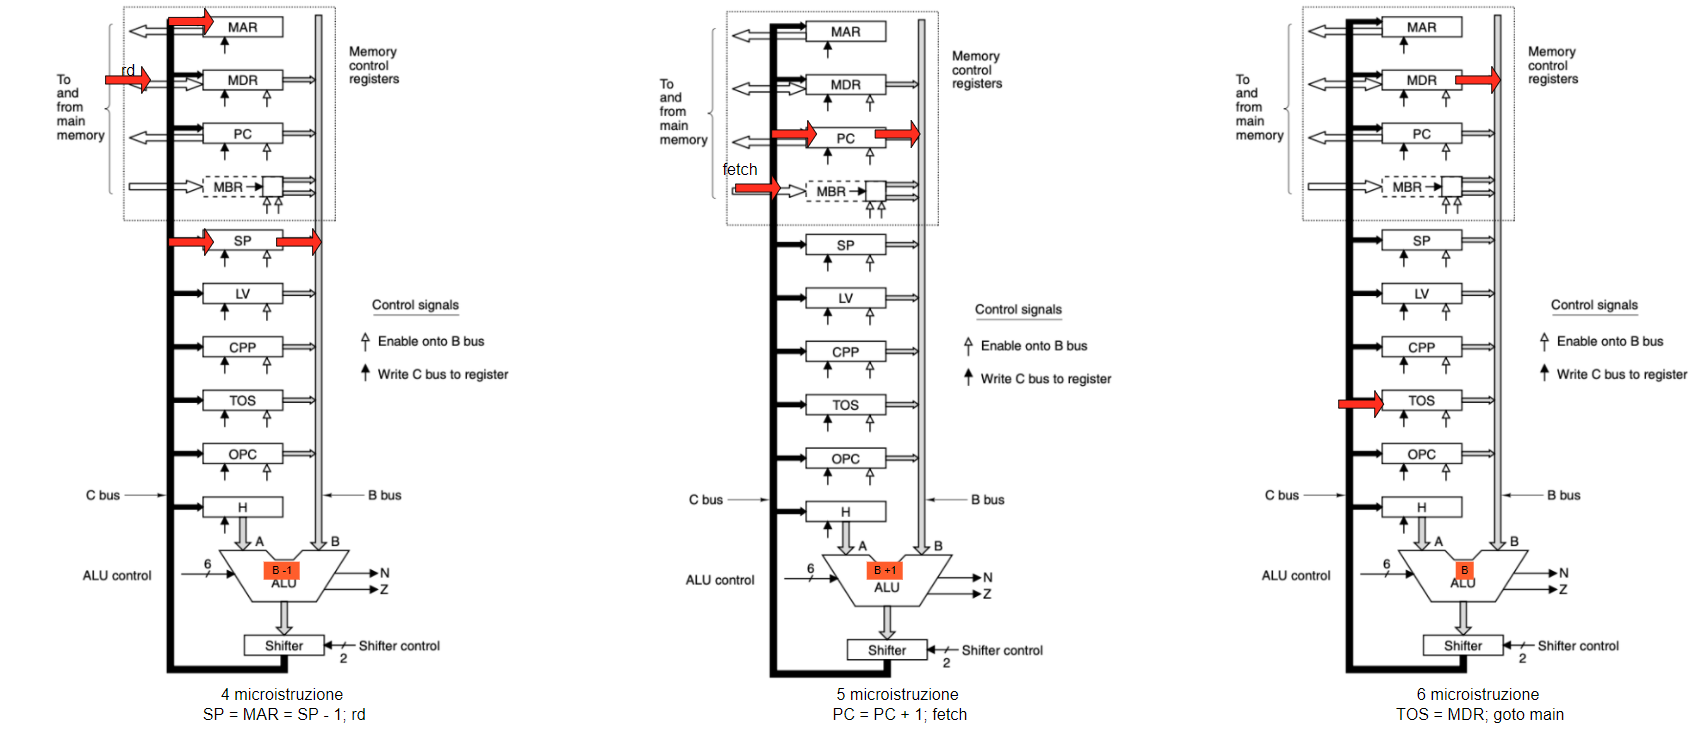 MAR
rd
MDR
To
and
from
main
memory
PC
MBR
Memory
control
registers
SP
LV
Control signals
CPP
Enable onto B bus
Write C bus to register
TOS
OPC
C bus
B bus
H
A
B
6
B -1
ALU control
ALU
N
Z
Shifter
Shifter control
2
4 microistruzione
SP = MAR = SP - 1; rd
MAR
MDR
To
and
from
main
memory
PC
fetch
MBR
Memory
control
registers
SP
LV
Control signals
CPP
Enable onto B bus
Write C bus to register
TOS
OPC
C bus
B bus
H
A
B
6
B +1
ALU control
ALU
N
Z
Shifter
Shifter control
2
5 microistruzione
PC = PC + 1; fetch
MAR
MDR
To
and
from
main
memory
PC
MBR
Memory
control
registers
SP
LV
Control signals
CPP
Enable onto B bus
Write C bus to register
TOS
OPC
C bus
B bus
H
A
B
6
B
ALU control
ALU
N
Z
Shifter
Shifter control
2
6 microistruzione
TOS = MDR; goto main